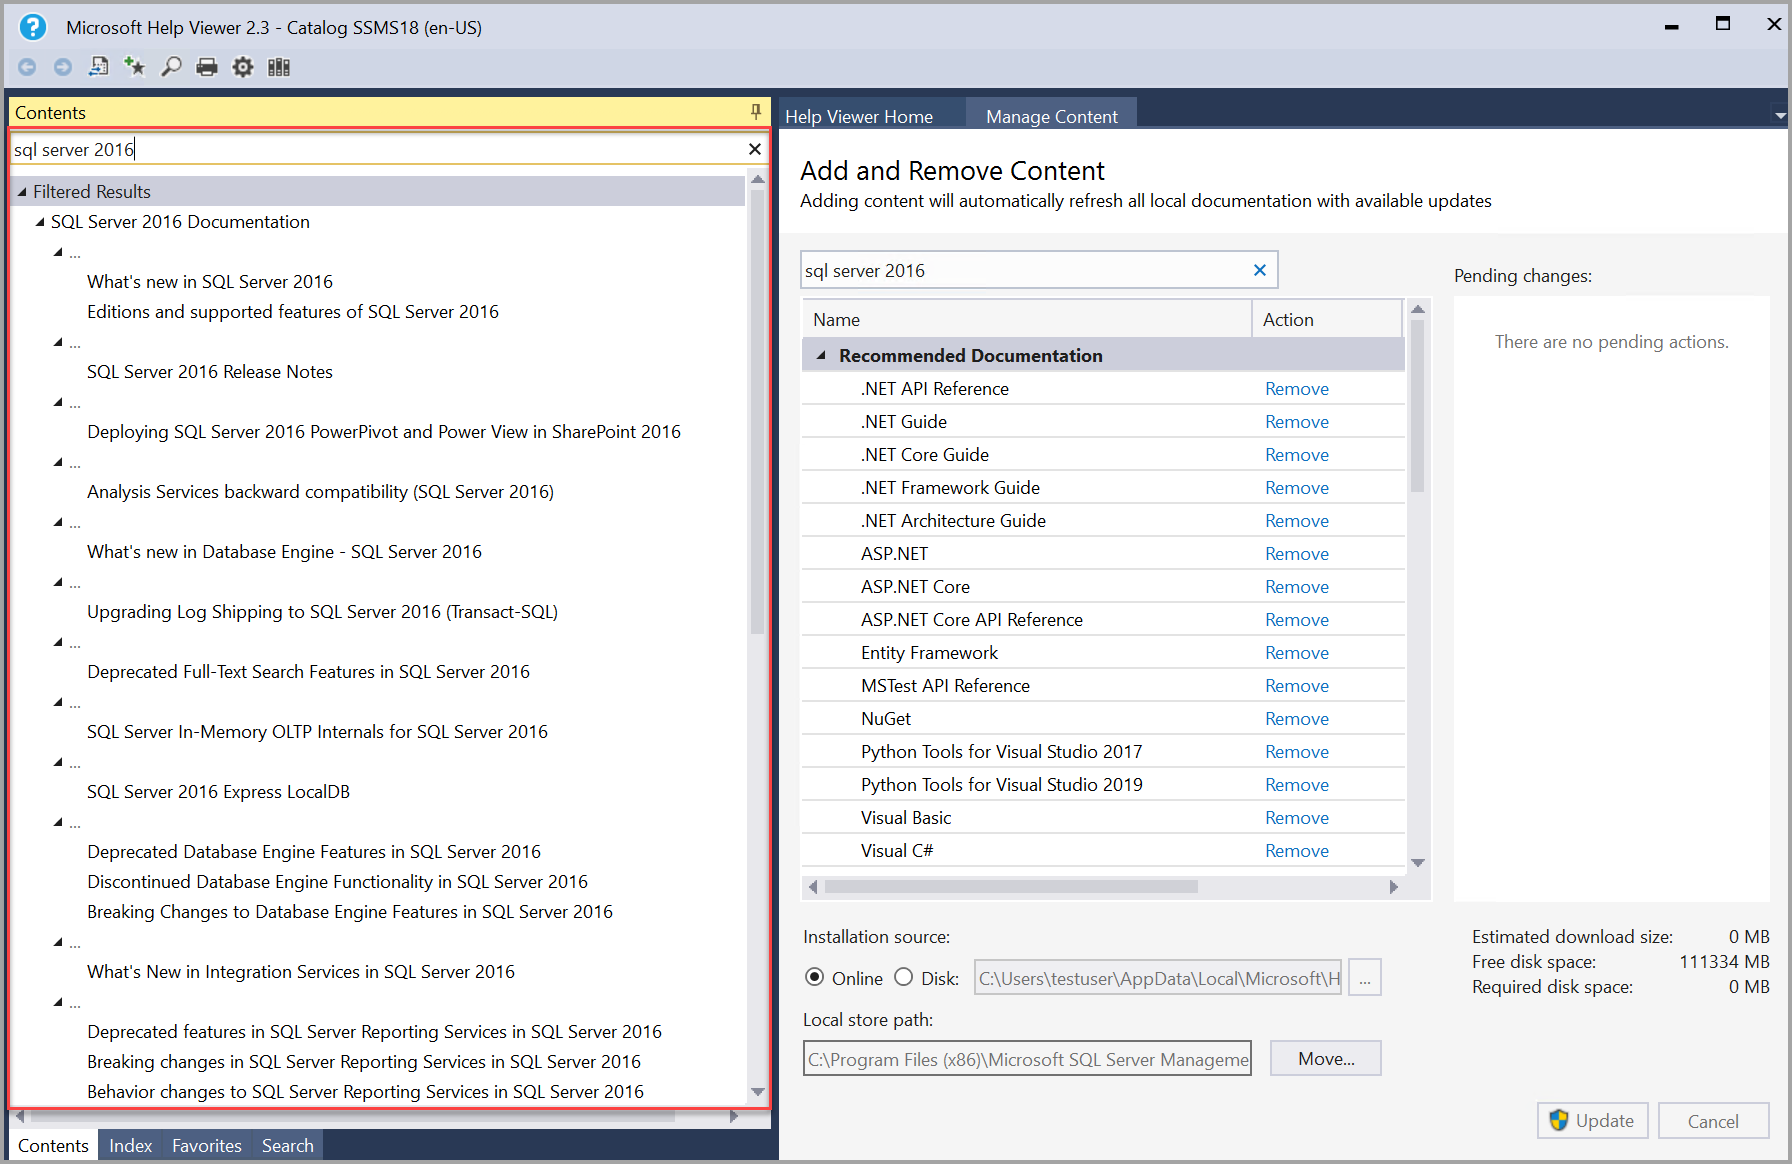 Microsoft Help Viewer 2.3 - Catalog SSMS18 (en-US)
Contents
sql server 2016
Filtered Results
SQL Server 2016 Documentation
...
What's new in SQL Server 2016
Editions and supported features of SQL Server 2016
...
SQL Server 2016 Release Notes
...
Deploying SQL Server 2016 PowerPivot and Power View in SharePoint 2016
...
Analysis Services backward compatibility (SQL Server 2016)
...
What's new in Database Engine - SQL Server 2016
...
Upgrading Log Shipping to SQL Server 2016 (Transact-SQL)
...
Deprecated Full-Text Search Features in SQL Server 2016
...
SQL Server In-Memory OLTP Internals for SQL Server 2016
...
SQL Server 2016 Express LocalDB
...
Deprecated Database Engine Features in SQL Server 2016
Discontinued Database Engine Functionality in SQL Server 2016
Breaking Changes to Database Engine Features in SQL Server 2016
...
What's New in Integration Services in SQL Server 2016
...
Deprecated features in SQL Server Reporting Services in SQL Server 2016
Breaking changes in SQL Server Reporting Services in SQL Server 2016
Behavior changes to SQL Server Reporting Services in SQL Server 2016
Contents Index Favorites Search
Help Viewer Home Manage Content
Add and Remove Content
Adding content will automatically refresh all local documentation with available updates
sql server 2016
Name Action
Recommended Documentation
.NET API Reference Remove
.NET Guide Remove
.NET Core Guide Remove
.NET Framework Guide Remove
.NET Architecture Guide Remove
ASP.NET Remove
ASP.NET Core Remove
ASP.NET Core API Reference Remove
Entity Framework Remove
MSTest API Reference Remove
NuGet Remove
Python Tools for Visual Studio 2017 Remove
Python Tools for Visual Studio 2019 Remove
Visual Basic Remove
Visual C# Remove
Pending changes:
There are no pending actions.
Installation source:
Online Disk: C:\Users\testuser\AppData\Local\Microsoft\H ...
Local store path:
C:\Program Files (x86)\Microsoft SQL Server Manageme Move...
Estimated download size: 0 MB
Free disk space: 111334 MB
Required disk space: 0 MB
Update Cancel